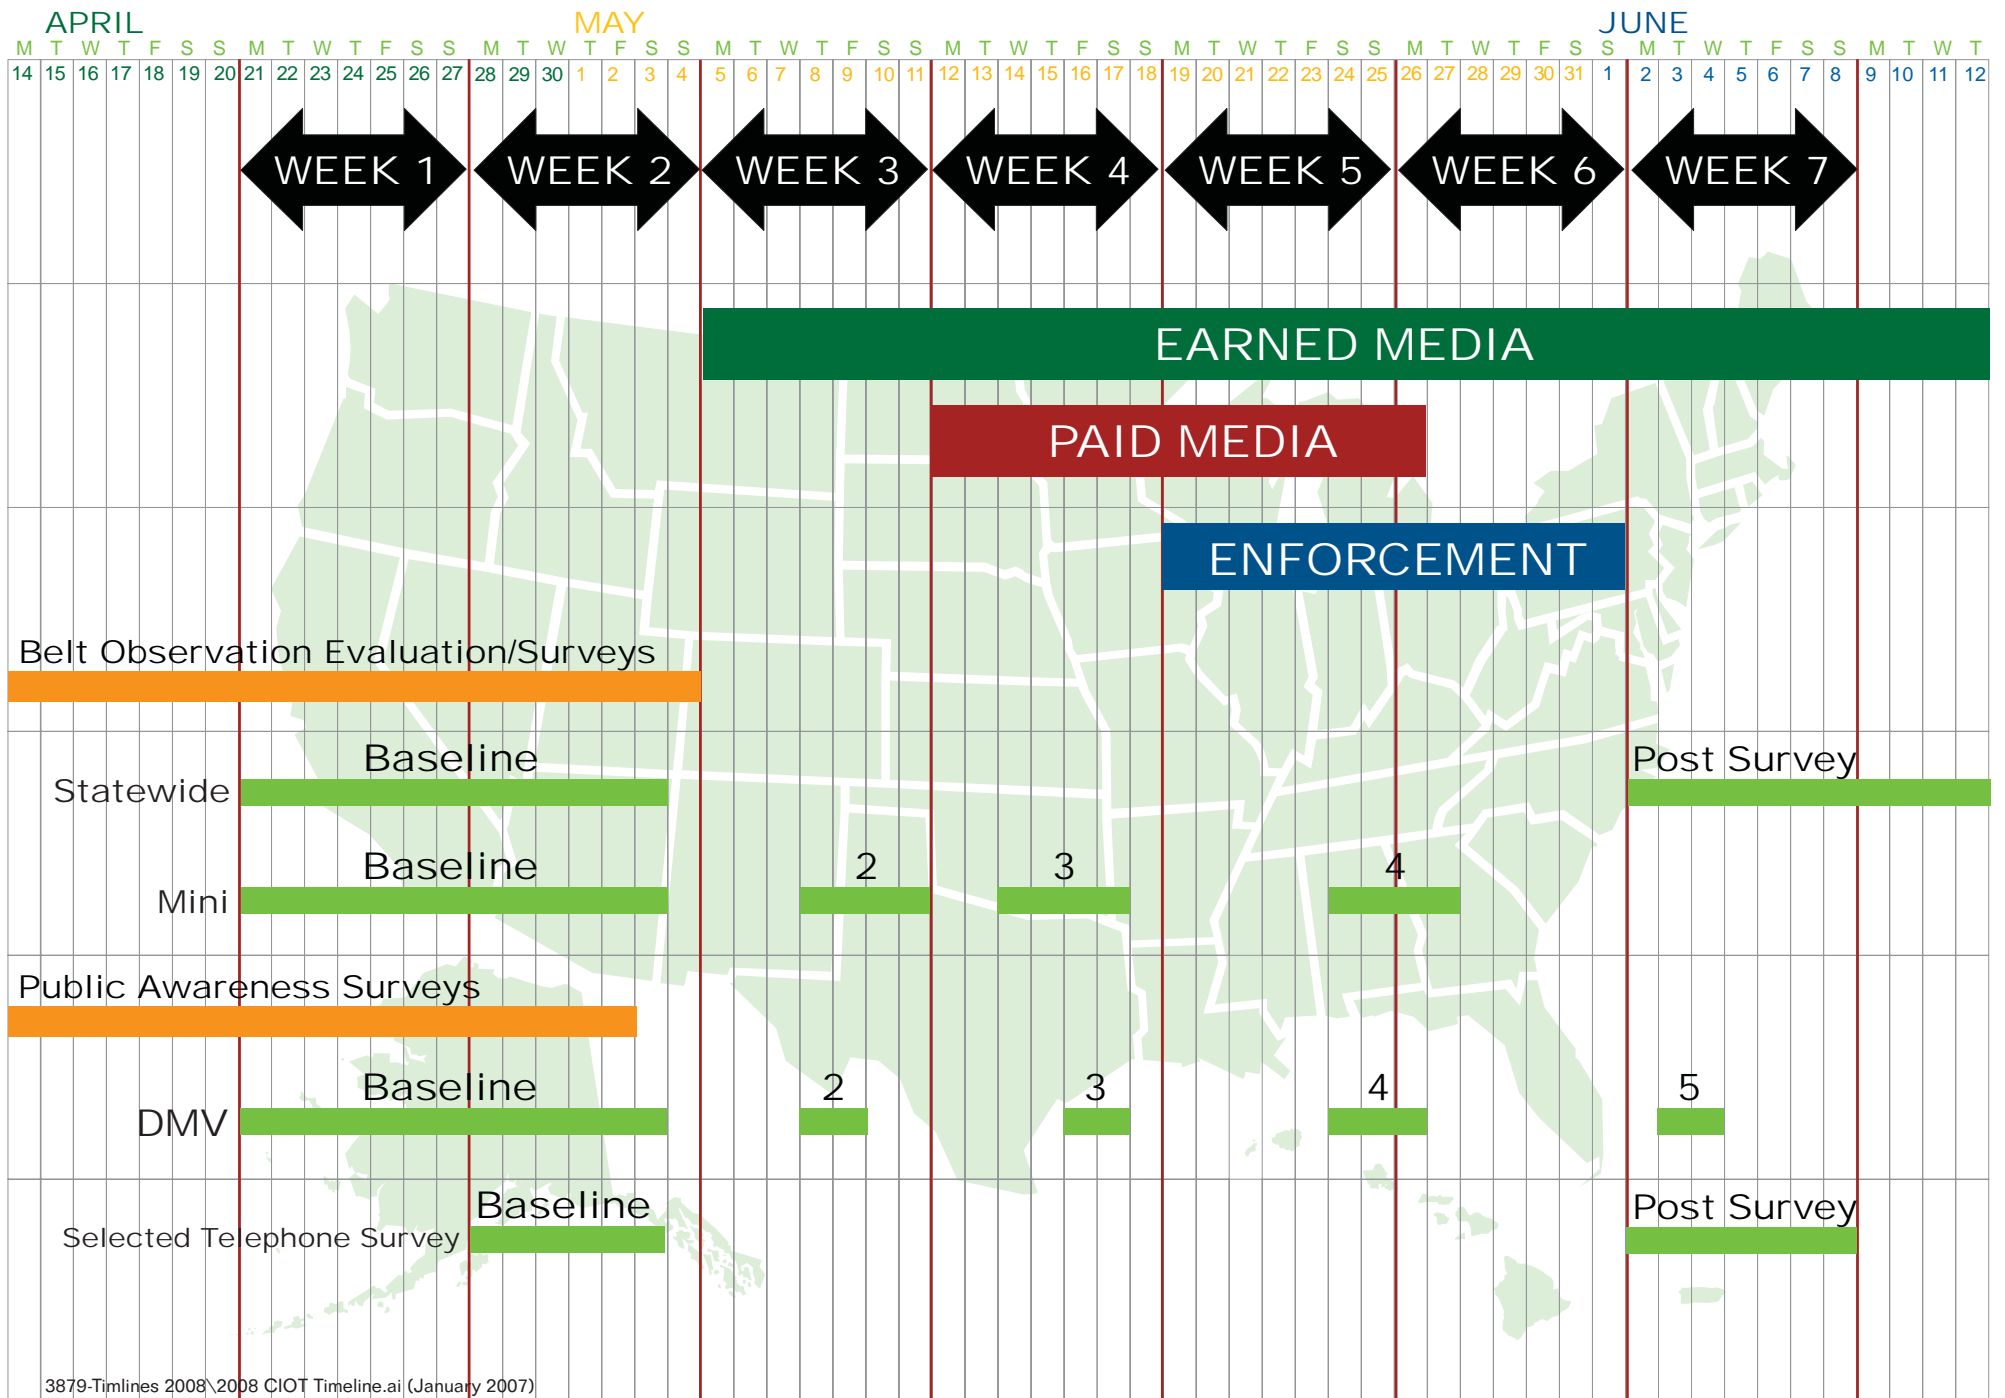 APRIL MAY JUNE
M T W T F S S M T W T F S S M T W T F S S M T W T F S S M T W T F S S M T W T F S S M T W T F S S M T W T F S S M T W T
14 15 16 17 18 19 20 21 22 23 24 25 26 27 28 29 30 1 2 3 4 5 6 7 8 9 10 11 12 13 14 15 16 17 18 19 20 21 22 23 24 25 26 27 28 29 30 31 1 2 3 4 5 6 7 8 9 10 11 12
WEEK 1 WEEK 2 WEEK 3 WEEK 4 WEEK 5 WEEK 6 WEEK 7
EARNED MEDIA
PAID MEDIA
ENFORCEMENT
Belt Observation Evaluation/Surveys
Baseline Post Survey
Statewide
Baseline 2 3 4
Mini
Public Awareness Surveys
Baseline 2 3 4 5
DMV
Baseline Post Survey
Selected Telephone Survey
3879-Timlines 2008\2008 CIOT Timeline.ai (January 2007)